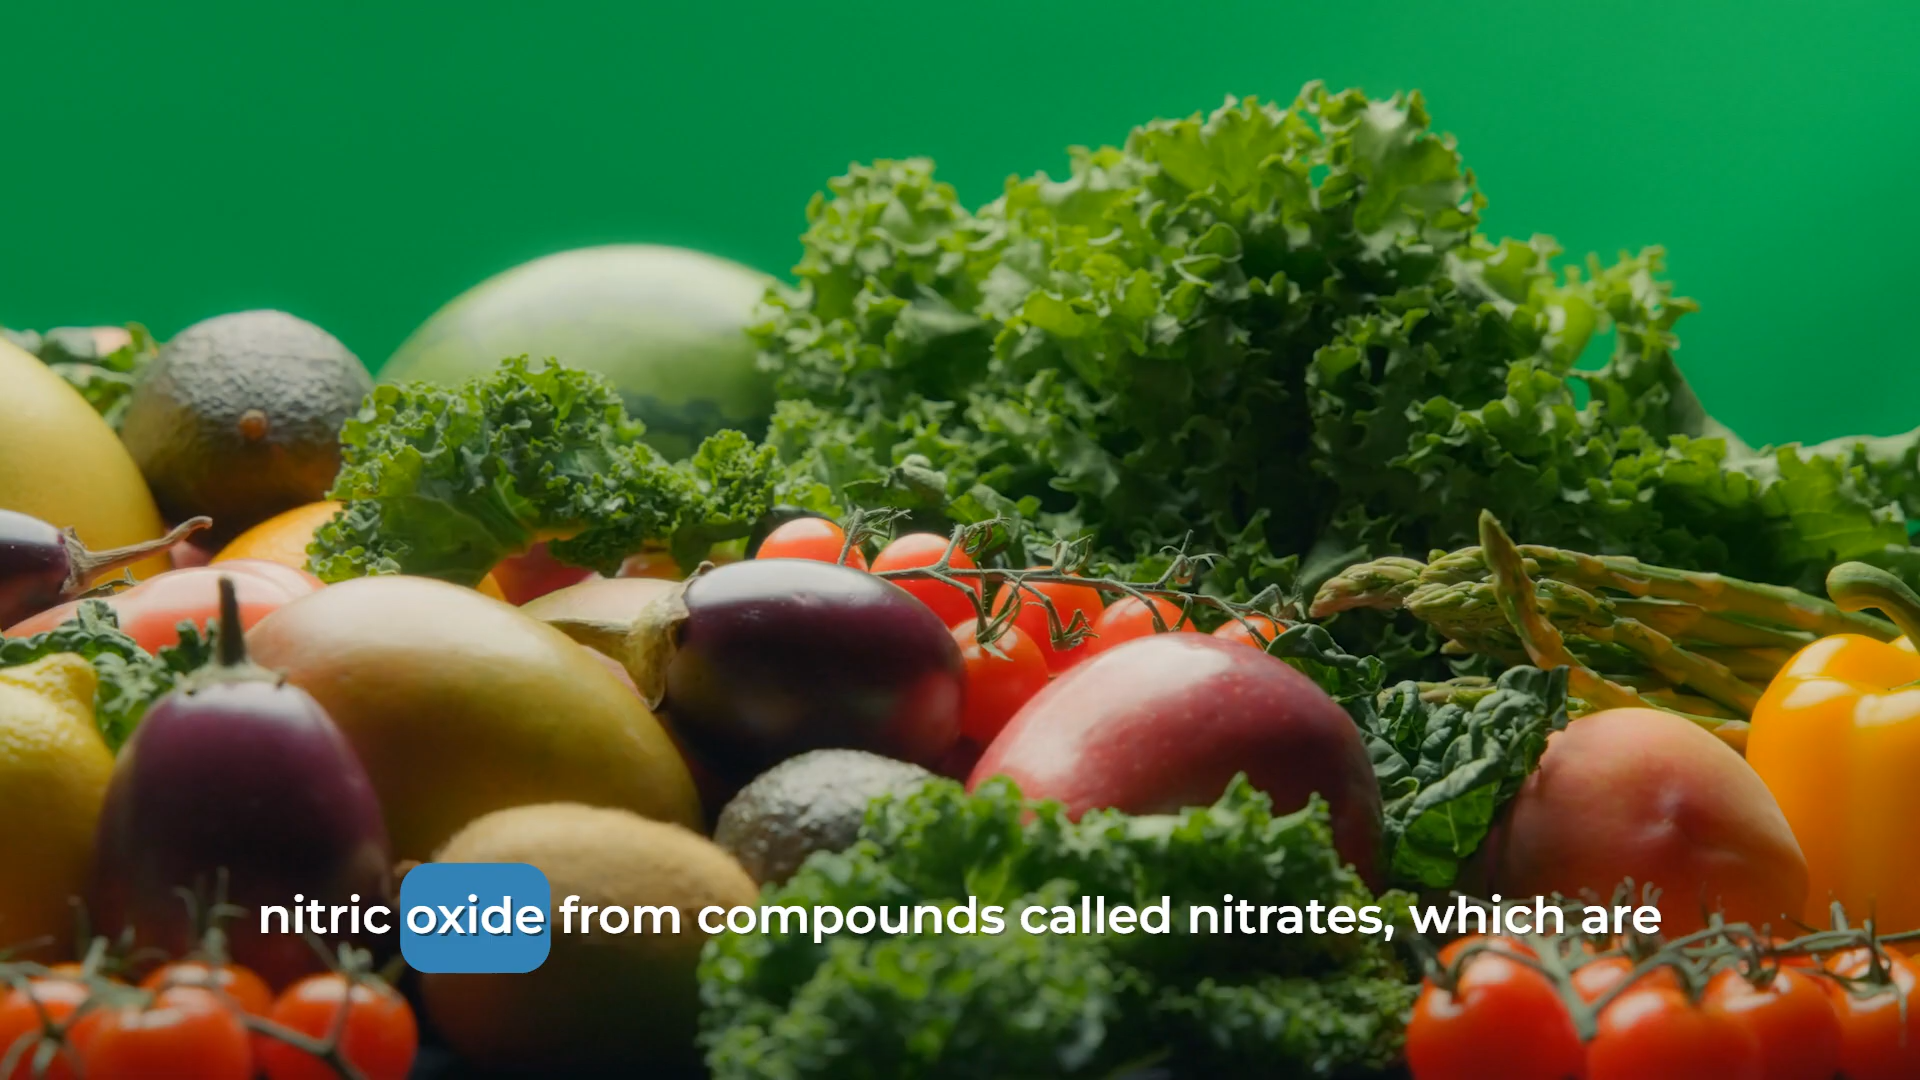 nitric oxide from compounds called nitrates, which are